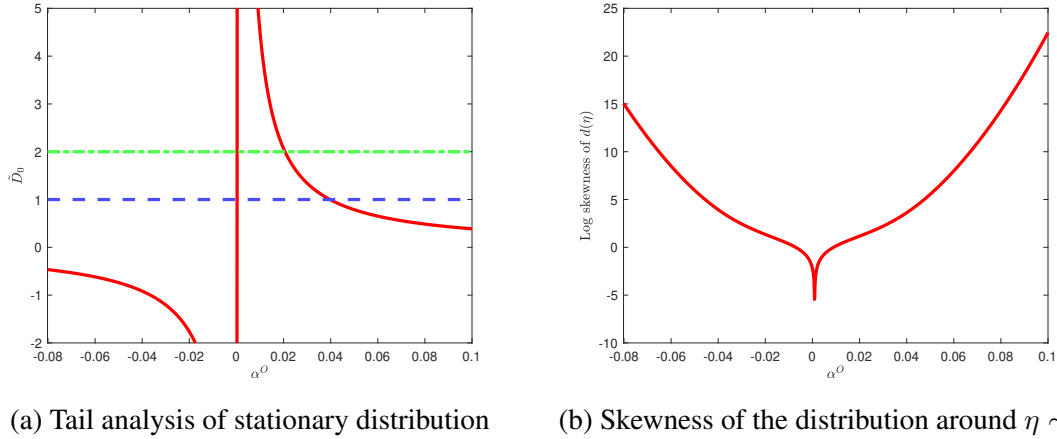 5
4
3
2
1
0
-1
-2
D̃₀
-0.08 -0.06 -0.04 -0.02 0 0.02 0.04 0.06 0.08 0.1
α^O
(a) Tail analysis of stationary distribution
25
20
15
10
5
0
-5
-10
Log skewness of d(η)
-0.08 -0.06 -0.04 -0.02 0 0.02 0.04 0.06 0.08 0.1
α^O
(b) Skewness of the distribution around η